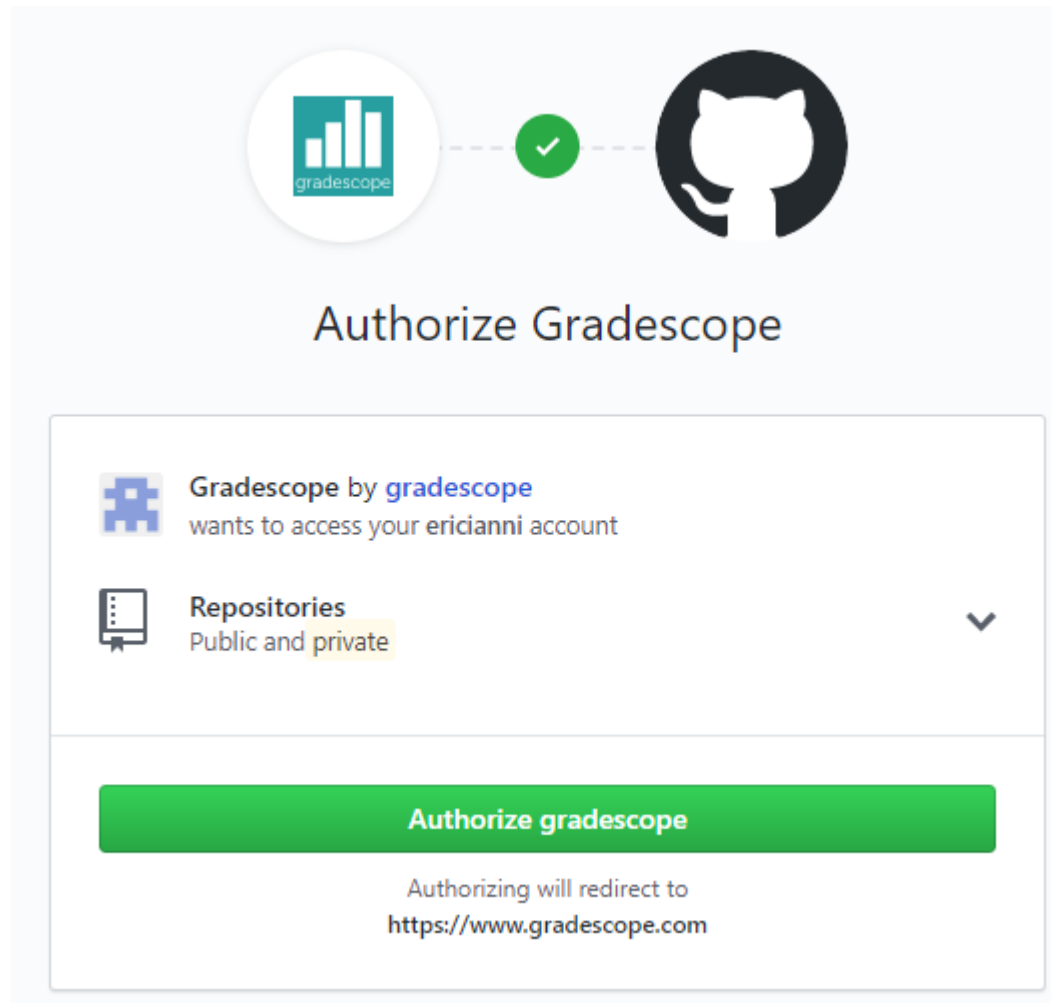 gradescope
Authorize Gradescope
Gradescope by gradescope
wants to access your ericianni account
Repositories
Public and private
Authorize gradescope
Authorizing will redirect to
https://www.gradescope.com